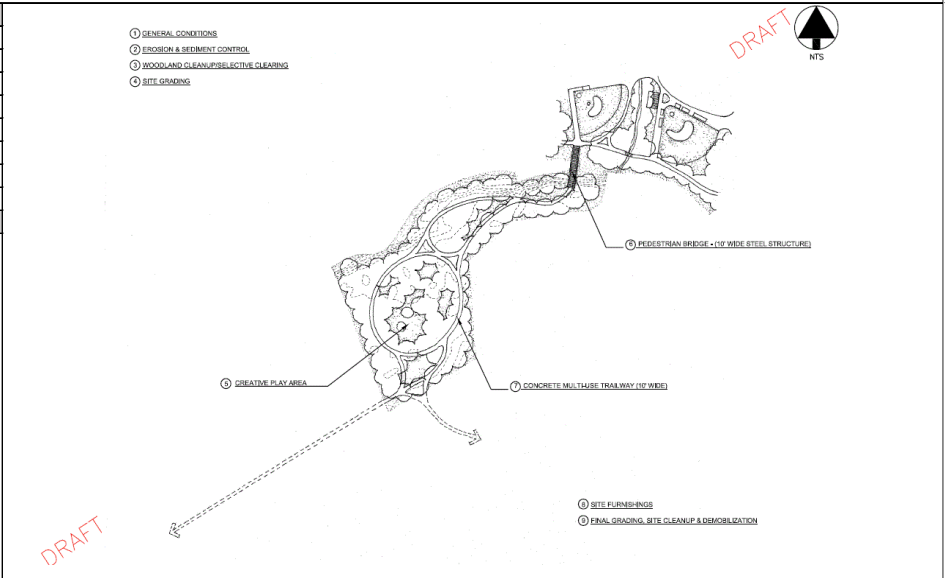 ① GENERAL CONDITIONS
② EROSION & SEDIMENT CONTROL
③ WOODLAND CLEANUP/SELECTIVE CLEARING
④ SITE GRADING
DRAFT
NTS
⑥ PEDESTRIAN BRIDGE - (10' WIDE STEEL STRUCTURE)
⑤ CREATIVE PLAY AREA
⑦ CONCRETE MULTI-USE TRAILWAY (10' WIDE)
⑧ SITE FURNISHINGS
⑨ FINAL GRADING, SITE CLEANUP & DEMOBILIZATION
DRAFT